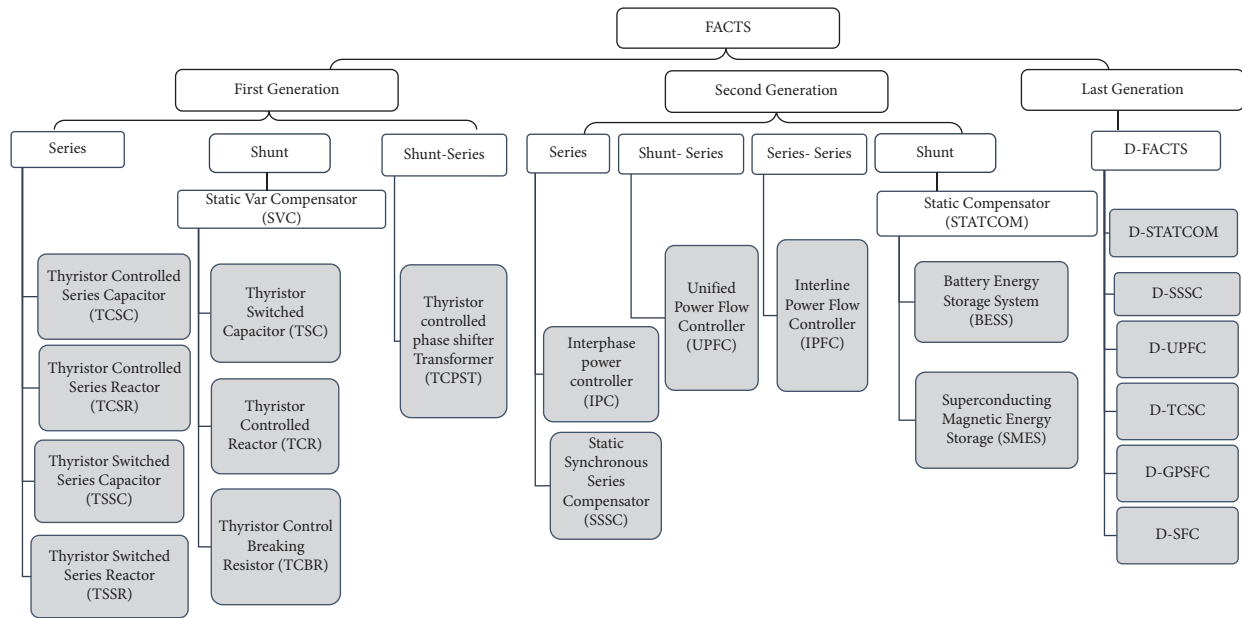 FACTS
First Generation
Second Generation
Last Generation
Series
Shunt
Shunt-Series
Series
Shunt- Series
Series- Series
Shunt
D-FACTS
Static Var Compensator
(SVC)
Static Compensator
(STATCOM)
Thyristor Controlled
Series Capacitor
(TCSC)
Thyristor Controlled
Series Reactor
(TCSR)
Thyristor Switched
Series Capacitor
(TSSC)
Thyristor Switched
Series Reactor
(TSSR)
Thyristor
Switched
Capacitor (TSC)
Thyristor
Controlled
Reactor (TCR)
Thyristor Control
Breaking
Resistor (TCBR)
Thyristor
controlled
phase shifter
Transformer
(TCPST)
Interphase
power
controller
(IPC)
Static
Synchronous
Series
Compensator
(SSSC)
Unified
Power Flow
Controller
(UPFC)
Interline
Power Flow
Controller
(IPFC)
Battery Energy
Storage System
(BESS)
Superconducting
Magnetic Energy
Storage (SMES)
D-STATCOM
D-SSSC
D-UPFC
D-TCSC
D-GPSFC
D-SFC